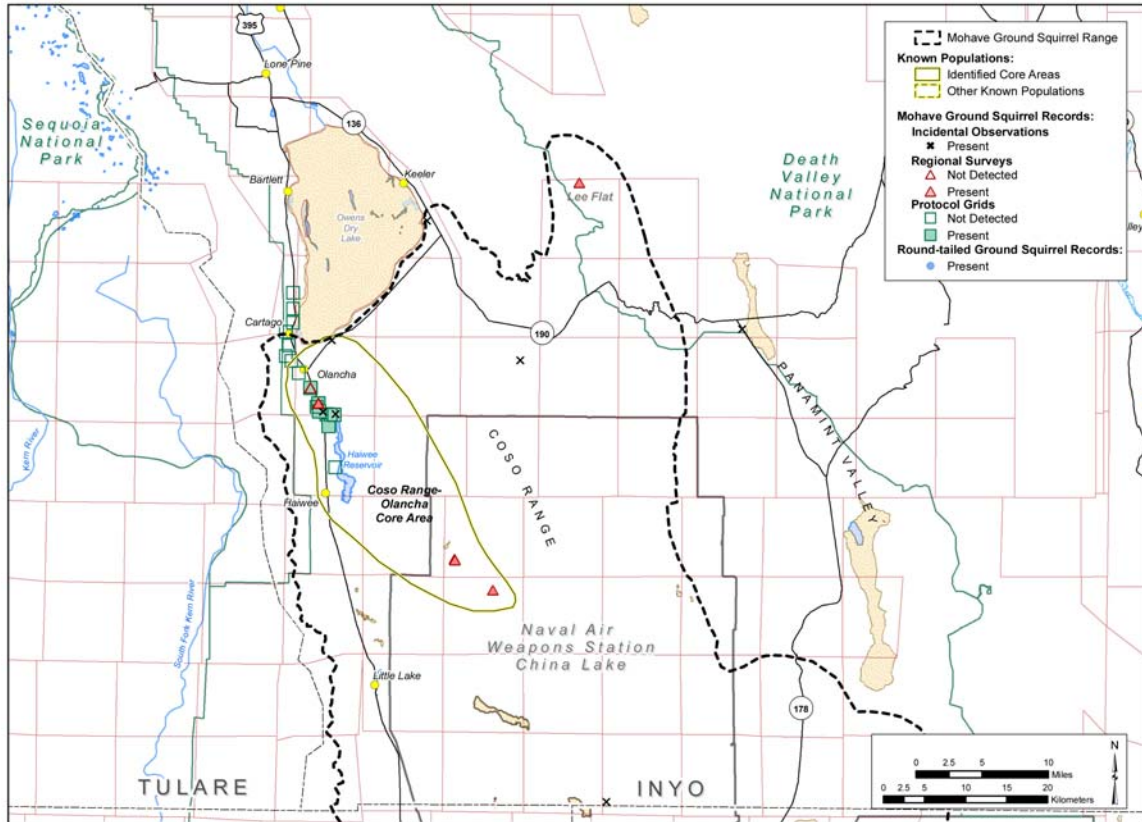 395
Lone Pine
136
Sequoia
National
Park
Bartlett
Keeler
Owens
Dry
Lake
Lee Flat
Death
Valley
National
Park
Cartago
190
Olancha
PANAMINT VALLEY
Kern River
Haiwee
Reservoir
COSO RANGE
Coso Range-
Olancha
Core Area
Haiwee
South Fork Kern River
Naval Air
Weapons Station
China Lake
Little Lake
178
TULARE
INYO
Mohave Ground Squirrel Range
Known Populations:
Identified Core Areas
Other Known Populations
Mohave Ground Squirrel Records:
Incidental Observations
Present
Regional Surveys
Not Detected
Present
Protocol Grids
Not Detected
Present
Round-tailed Ground Squirrel Records:
Present
N
0 2.5 5 10
Miles
0 2.5 5 10 15 20
Kilometers